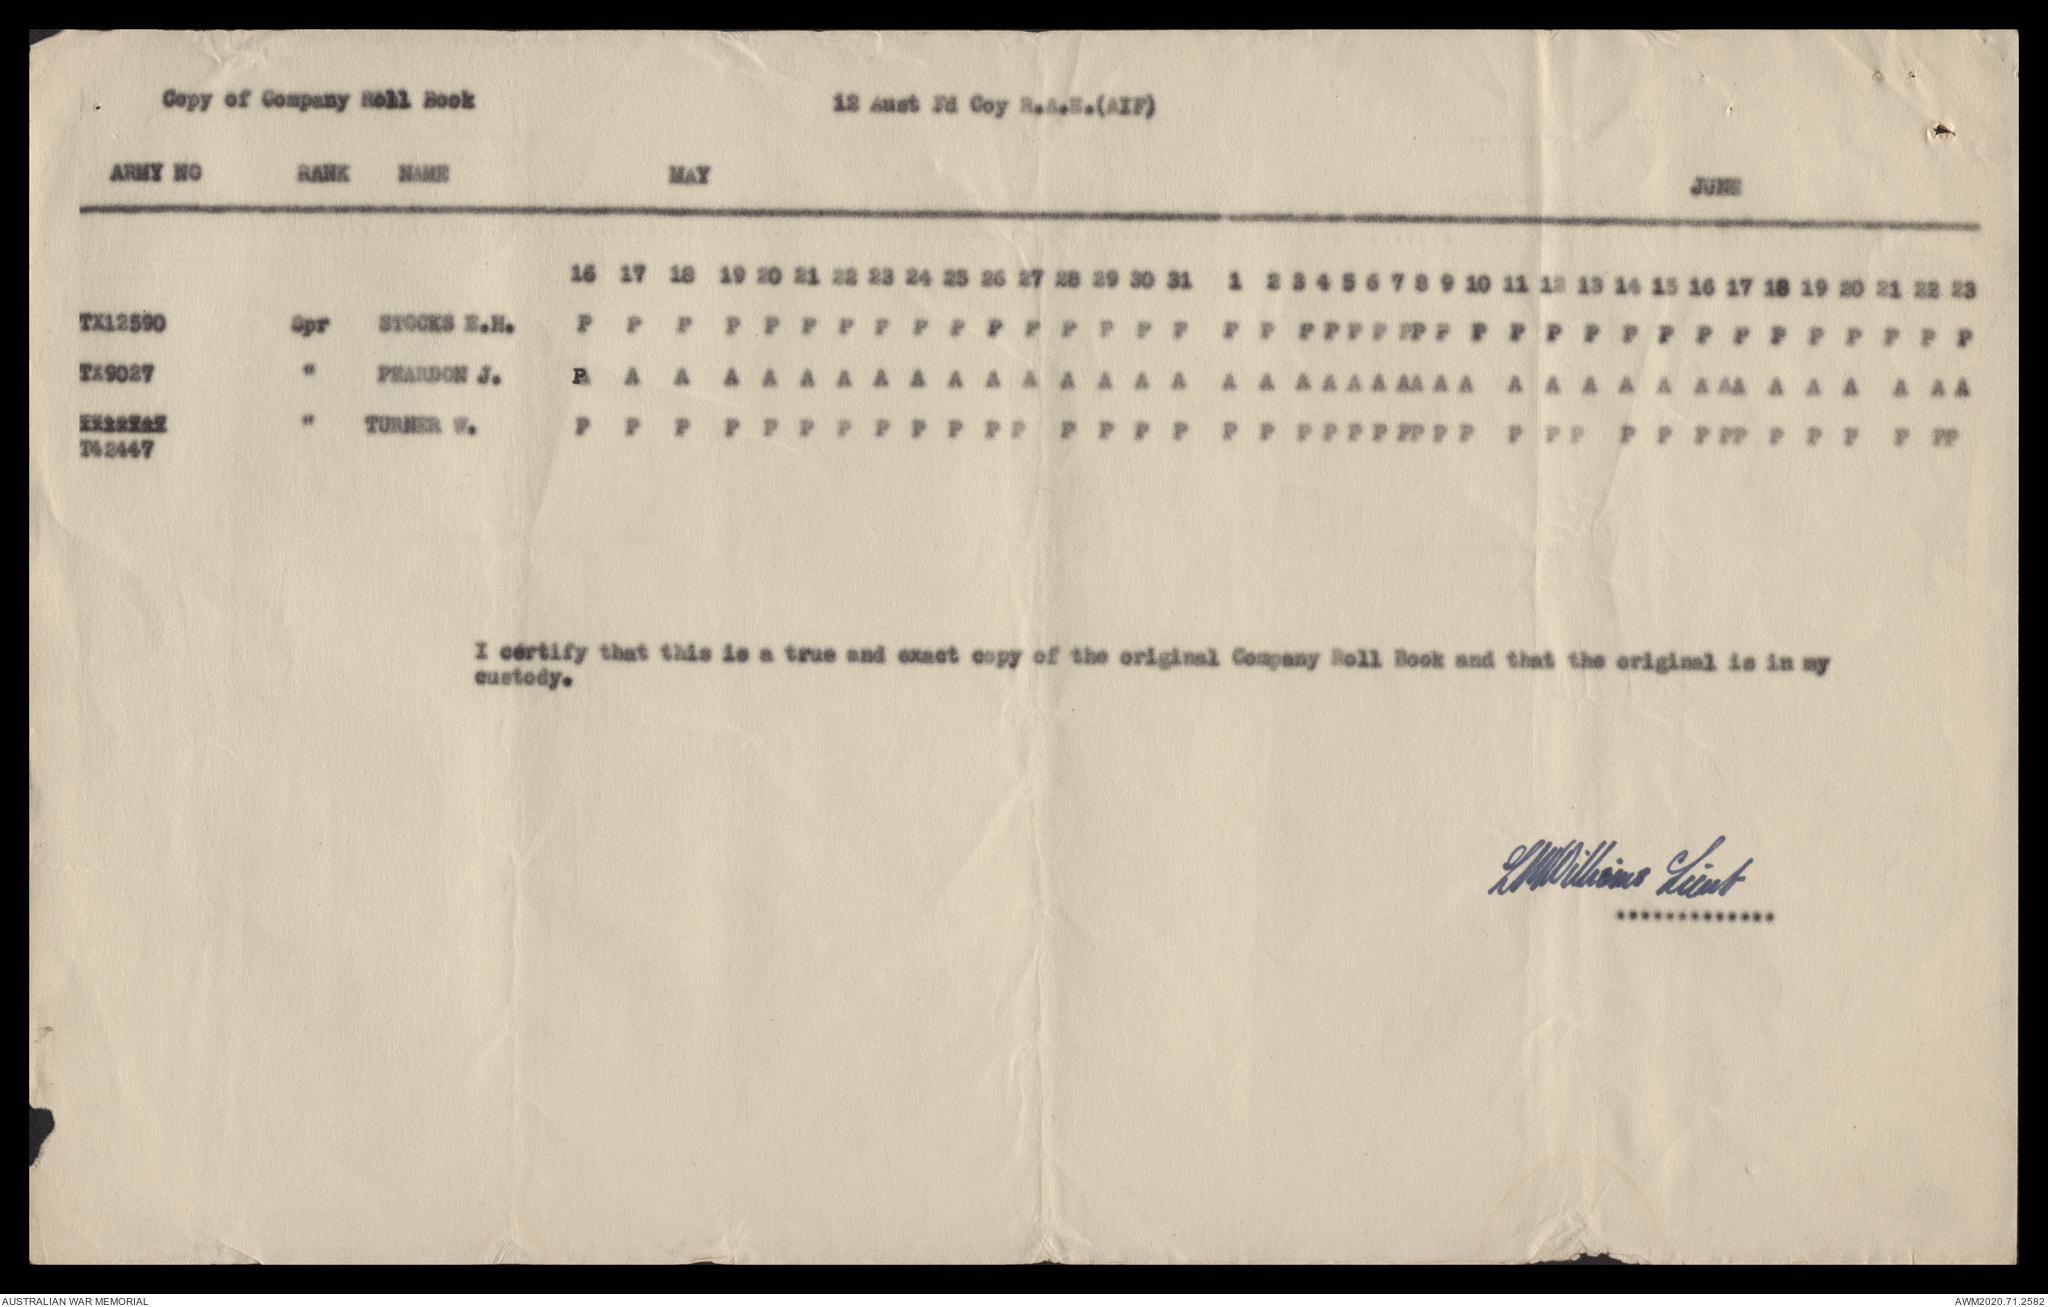 Copy of Company Roll Book 12 Aust Fd Coy R.A.E.(AIF)
ARMY NO RANK NAME MAY JUNE
16 17 18 19 20 21 22 23 24 25 26 27 28 29 30 31 1 2 3 4 5 6 7 8 9 10 11 12 13 14 15 16 17 18 19 20 21 22 23
TX12590 Spr STOCKS E.H. P P P P P P P P P P P P P P P P P P P P P P P P P P P P P P P P P P P P P P P
TX9027 " PEARDON J. P A A A A A A A A A A A A A A A A A A A A A A A A A A A A A A A A A A A A A A
" TURNER W. P P P P P P P P P P P P P P P P P P P P P P P P P P P P P P P P P P P P P P P
T42447
I certify that this is a true and exact copy of the original Company Roll Book and that the original is in my
custody.
Williams Lieut
.............
AUSTRALIAN WAR MEMORIAL AWM2020.71.2582